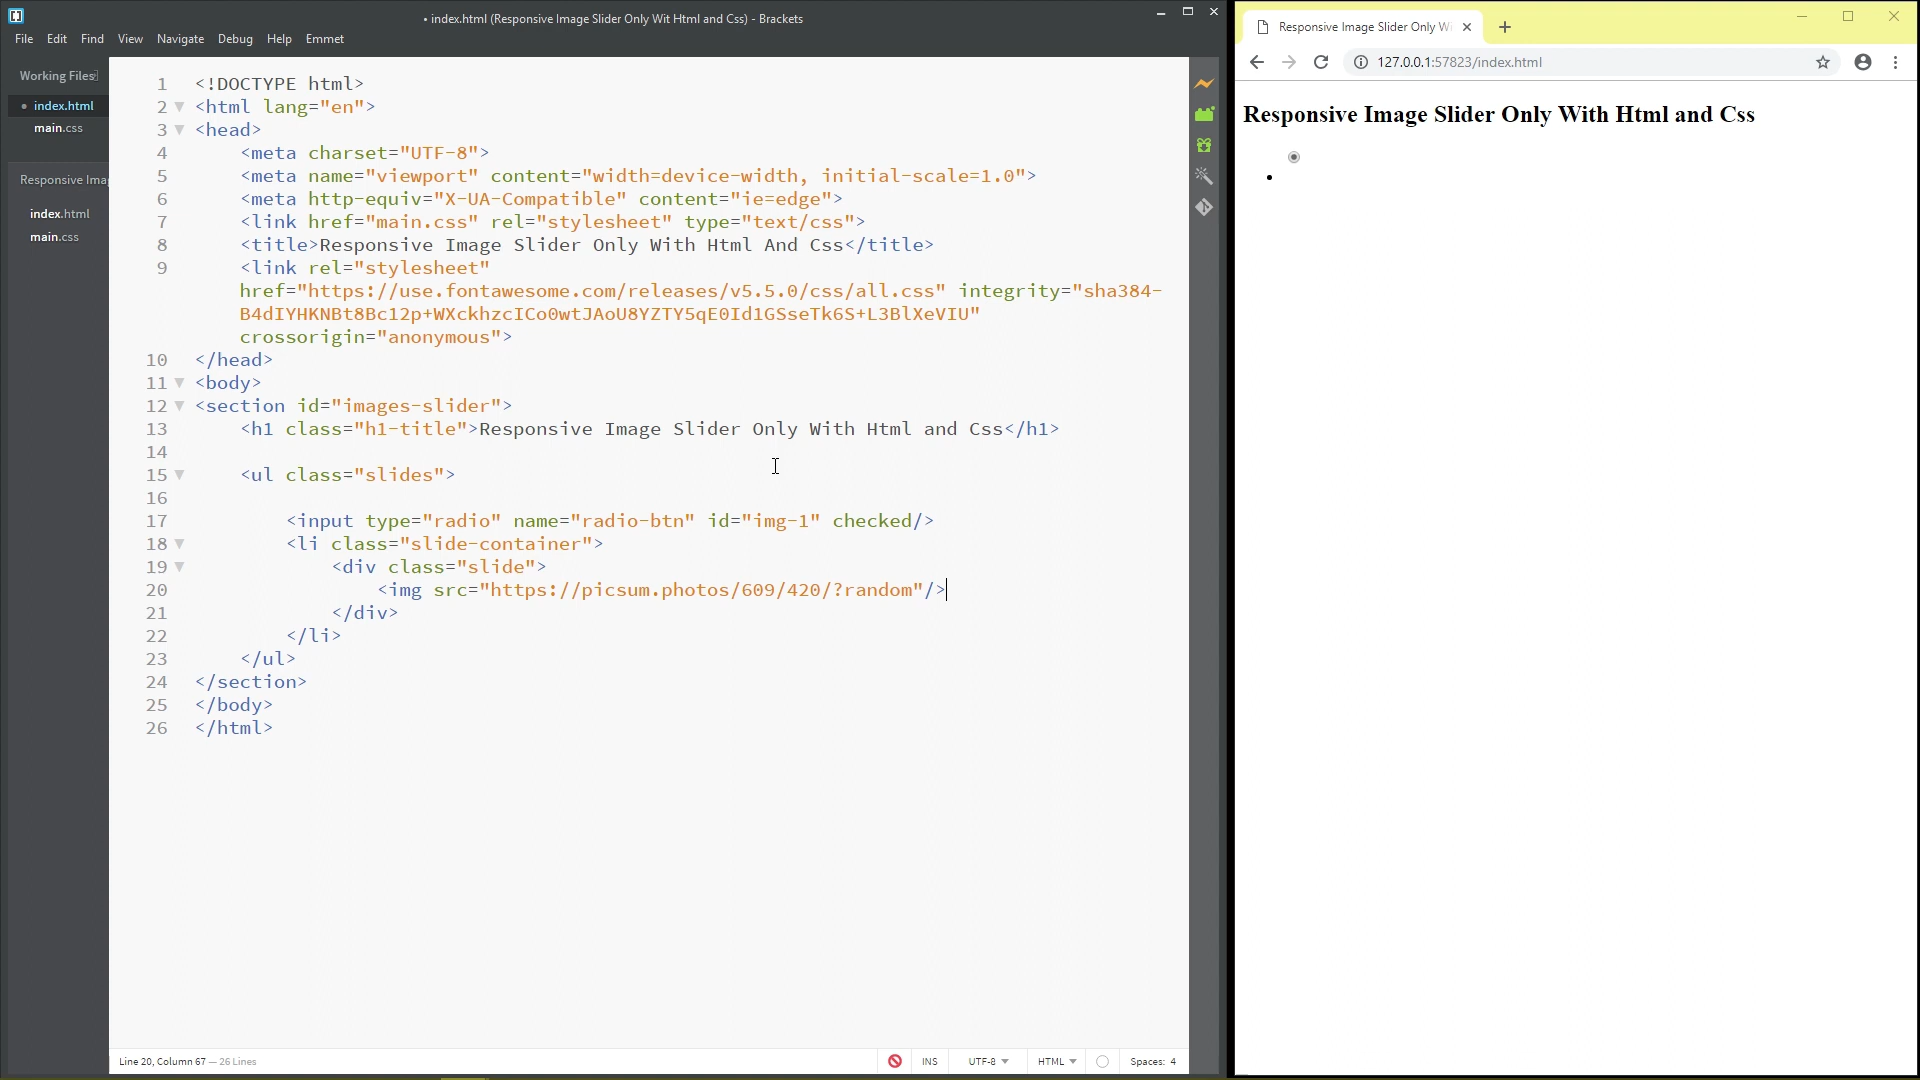 • index.html (Responsive Image Slider Only Wit Html and Css) - Brackets
File Edit Find View Navigate Debug Help Emmet
Working Files
index.html
main.css
Responsive Ima
index.html
main.css
1 <!DOCTYPE html>
2 <html lang="en">
3 <head>
4 <meta charset="UTF-8">
5 <meta name="viewport" content="width=device-width, initial-scale=1.0">
6 <meta http-equiv="X-UA-Compatible" content="ie=edge">
7 <link href="main.css" rel="stylesheet" type="text/css">
8 <title>Responsive Image Slider Only With Html And Css</title>
9 <link rel="stylesheet"
href="https://use.fontawesome.com/releases/v5.5.0/css/all.css" integrity="sha384-
B4dIYHKNBt8Bc12p+WXckhzcICo0wtJAoU8YZTY5qE0Id1GSseTk6S+L3BlXeVIU"
crossorigin="anonymous">
10 </head>
11 <body>
12 <section id="images-slider">
13 <h1 class="h1-title">Responsive Image Slider Only With Html and Css</h1>
14
15 <ul class="slides">
16
17 <input type="radio" name="radio-btn" id="img-1" checked/>
18 <li class="slide-container">
19 <div class="slide">
20 <img src="https://picsum.photos/609/420/?random"/>
21 </div>
22 </li>
23 </ul>
24 </section>
25 </body>
26 </html>
Line 20, Column 67 — 26 Lines
INS UTF-8 HTML Spaces: 4
Responsive Image Slider Only W
127.0.0.1:57823/index.html
Responsive Image Slider Only With Html and Css